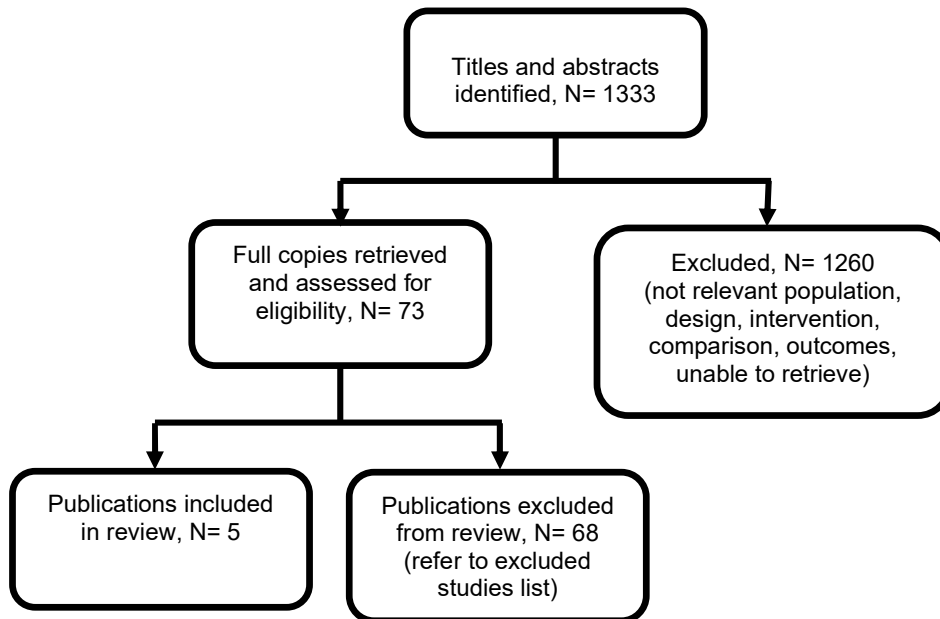 Titles and abstracts
identified, N= 1333
Full copies retrieved
and assessed for
eligibility, N= 73
Excluded, N= 1260
(not relevant population,
design, intervention,
comparison, outcomes,
unable to retrieve)
Publications included
in review, N= 5
Publications excluded
from review, N= 68
(refer to excluded
studies list)